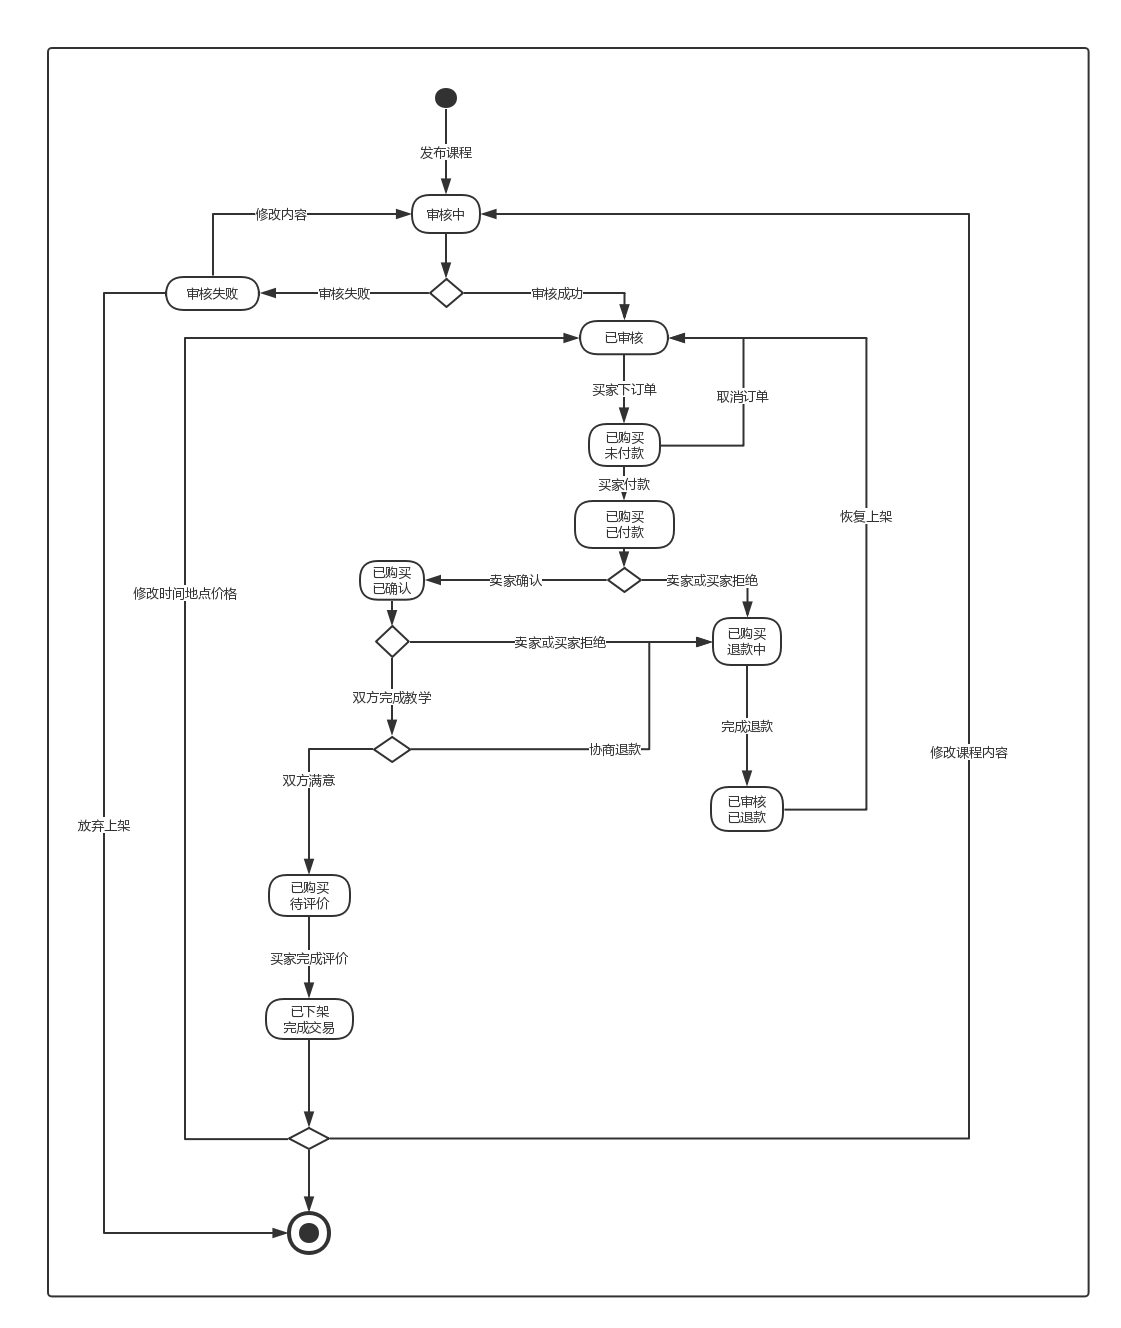 发布课程
修改内容
审核中
审核失败
审核失败
审核成功
已审核
买家下订单
取消订单
已购买
未付款
买家付款
已购买
已付款
恢复上架
已购买
已确认
卖家确认
卖家或买家拒绝
修改时间地点价格
卖家或买家拒绝
已购买
退款中
双方完成教学
完成退款
协商退款
修改课程内容
双方满意
已审核
已退款
放弃上架
已购买
待评价
买家完成评价
已下架
完成交易